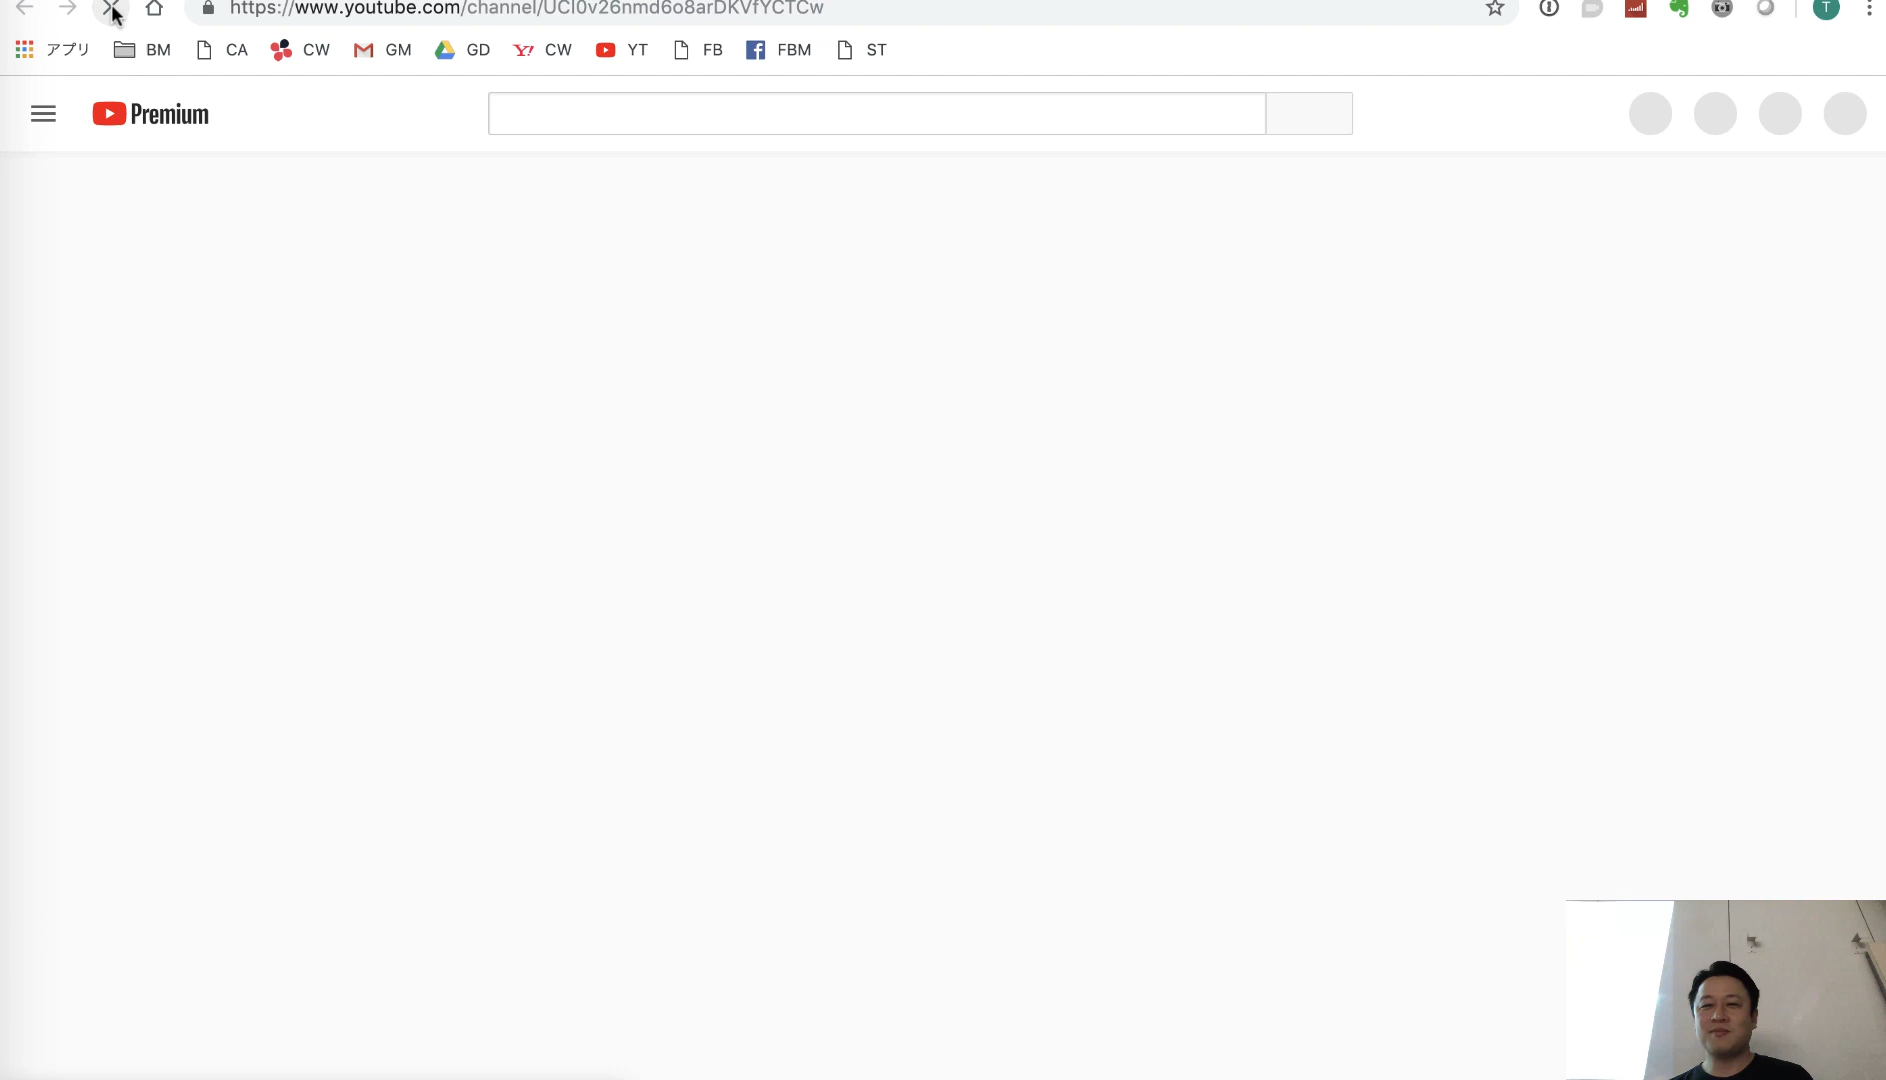 https://www.youtube.com/channel/UCl0v26nmd6o8arDKVfYCTCw
T
アプリ BM CA CW GM GD Y! CW YT FB FBM ST
Premium